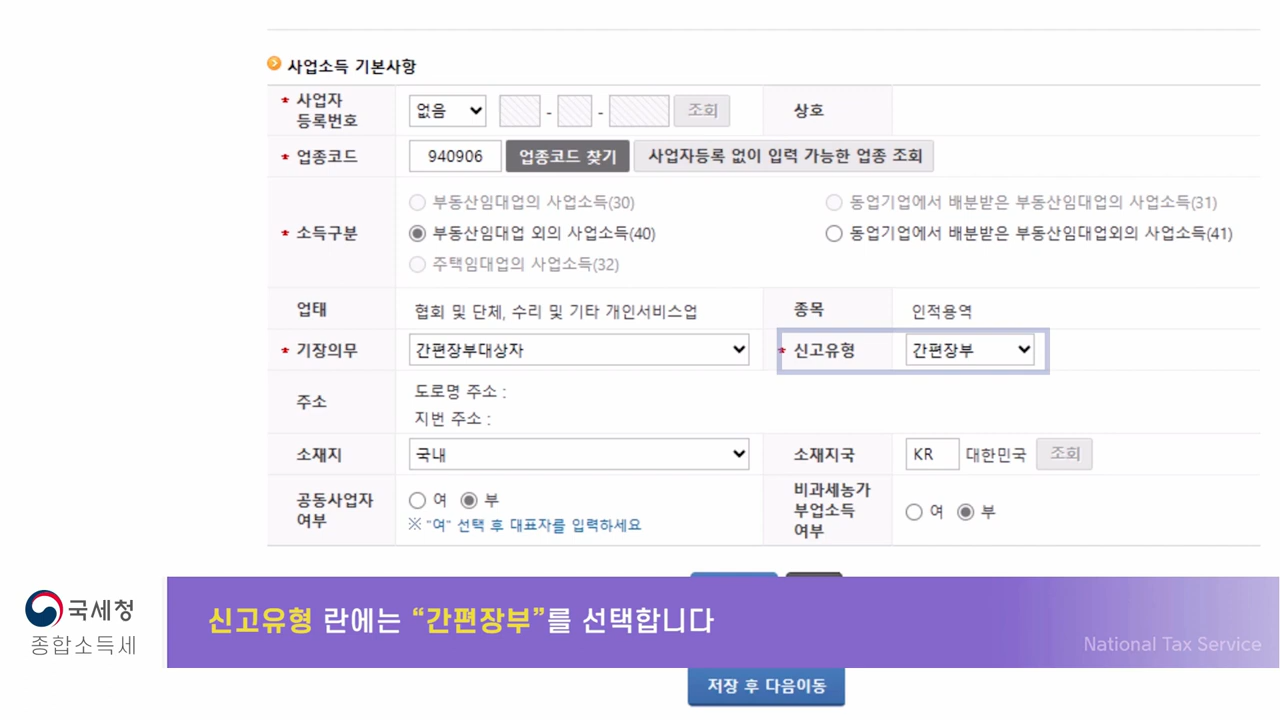 사업소득 기본사항
* 사업자 등록번호 없음 - - 조회 상호
* 업종코드 940906 업종코드 찾기 사업자등록 없이 입력 가능한 업종 조회
부동산임대업의 사업소득(30) 동업기업에서 배분받은 부동산임대업의 사업소득(31)
* 소득구분 부동산임대업 외의 사업소득(40) 동업기업에서 배분받은 부동산임대업외의 사업소득(41)
주택임대업의 사업소득(32)
업태 협회 및 단체, 수리 및 기타 개인서비스업 종목 인적용역
* 기장의무 간편장부대상자 * 신고유형 간편장부
주소 도로명 주소 :
지번 주소 :
소재지 국내 소재지국 KR 대한민국 조회
공동사업자 여부 여 부 비과세농가 부업소득 여부 여 부
※ "여" 선택 후 대표자를 입력하세요
국세청
종합소득세
신고유형 란에는 “간편장부”를 선택합니다
National Tax Service
저장 후 다음이동